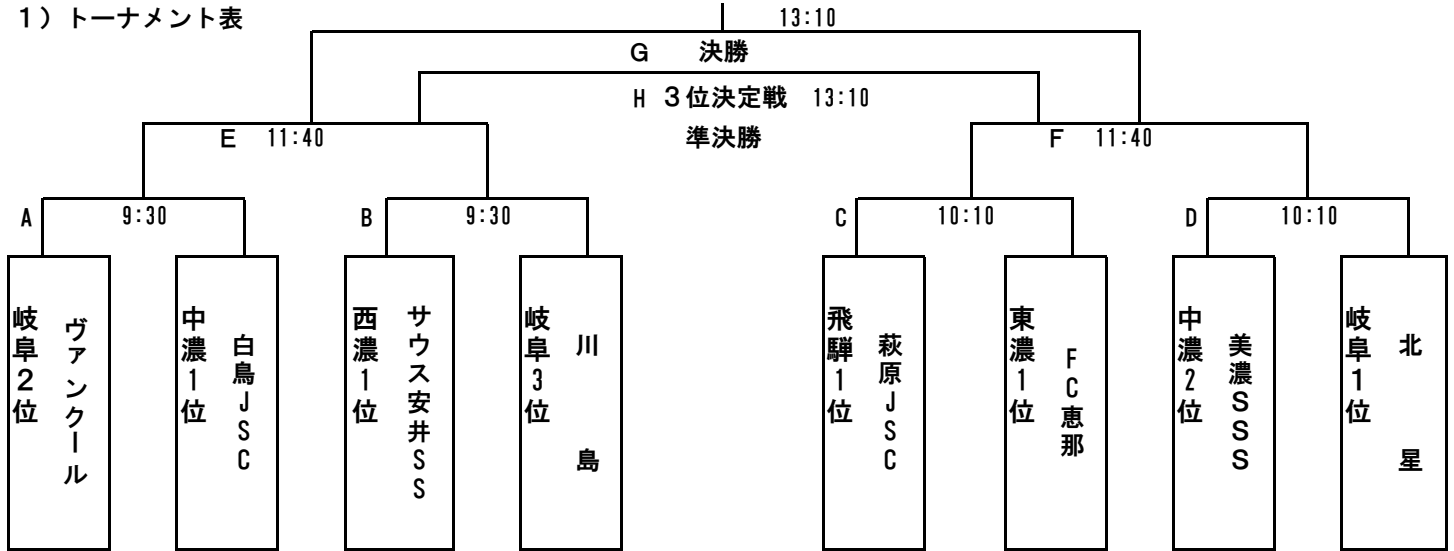 １）トーナメント表
13:10
G 決勝
H ３位決定戦 13:10
準決勝
E 11:40
F 11:40
A 9:30
B 9:30
C 10:10
D 10:10
岐阜２位
ヴァンクール
中濃1位
白鳥JSC
西濃1位
サウス安井SS
岐阜3位
川島
飛騨1位
萩原JSC
東濃1位
FC恵那
中濃2位
美濃SSS
岐阜１位
北星